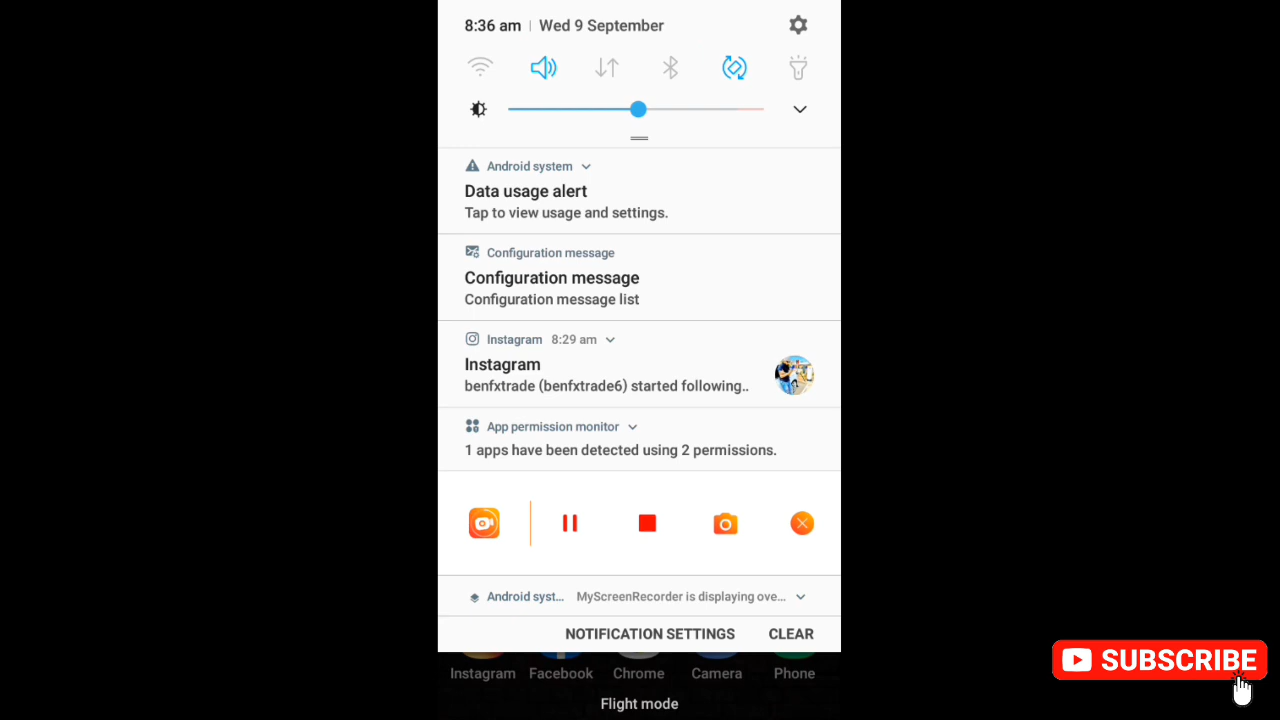 8:36 am | Wed 9 September
Android system
Data usage alert
Tap to view usage and settings.
Configuration message
Configuration message
Configuration message list
Instagram 8:29 am
Instagram
benfxtrade (benfxtrade6) started following..
App permission monitor
1 apps have been detected using 2 permissions.
Android syst... MyScreenRecorder is displaying ove...
NOTIFICATION SETTINGS CLEAR
Instagram Facebook Chrome Camera Phone
Flight mode
SUBSCRIBE